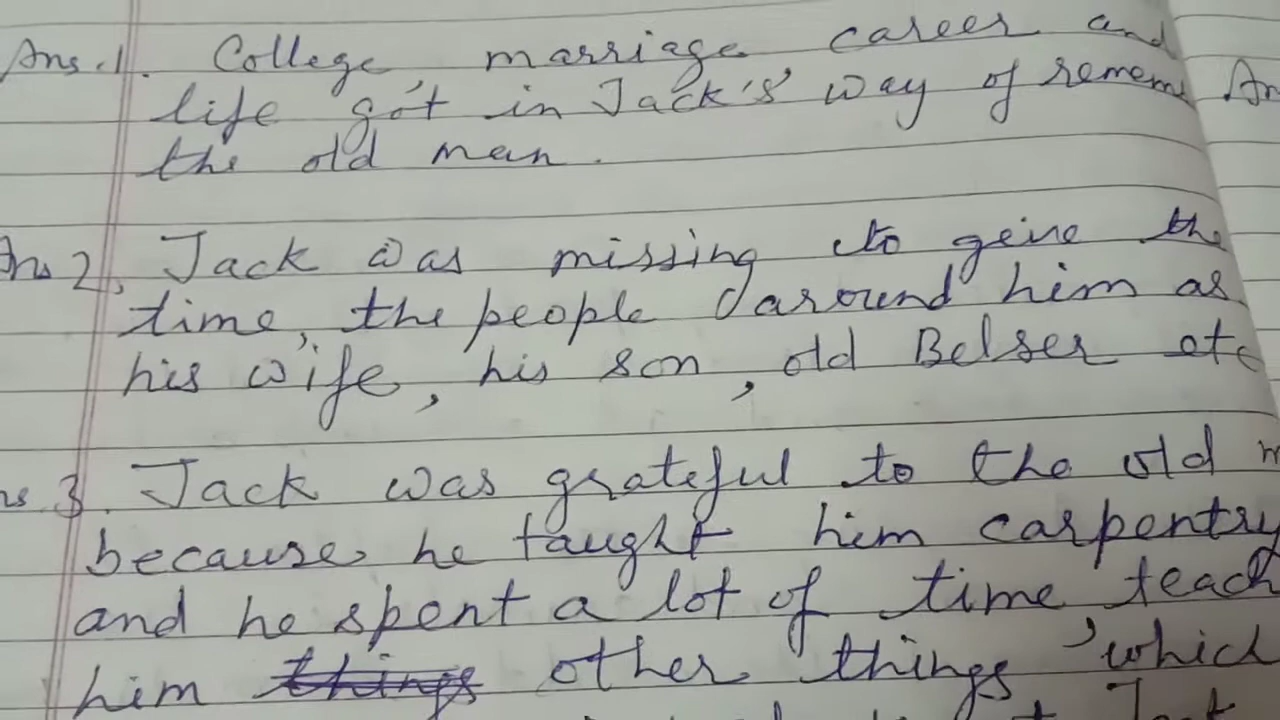 Ans.1. College, marriage career and
life got in Jack's way of remem
the old man.
Ans 2. Jack was missing to geive the
time, the people around him as
his wife, his son, old Belser etc
ns 3. Jack was grateful to the old m
because he taught him carpentry
and he spent a lot of time teach
him things other things, which
An